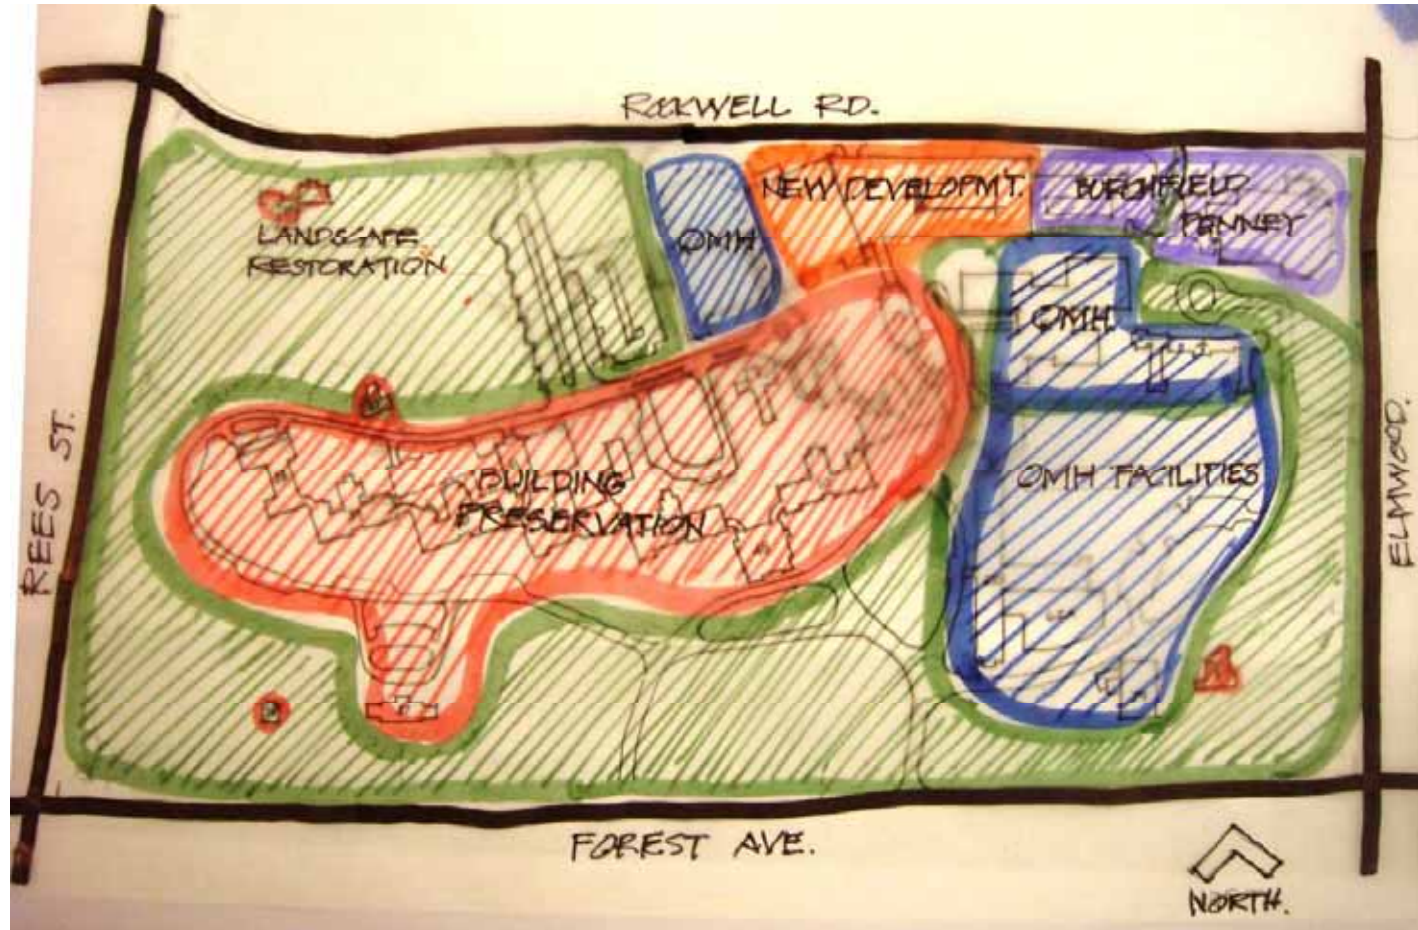 ROCKWELL RD.
NEW DEVELOPMT.
BURCHFIELD
PENNEY
OMH
LANDSCAPE
RESTORATION
OMH
REES ST.
ELMWOOD.
BUILDING
PRESERVATION
OMH FACILITIES
FOREST AVE.
NORTH.